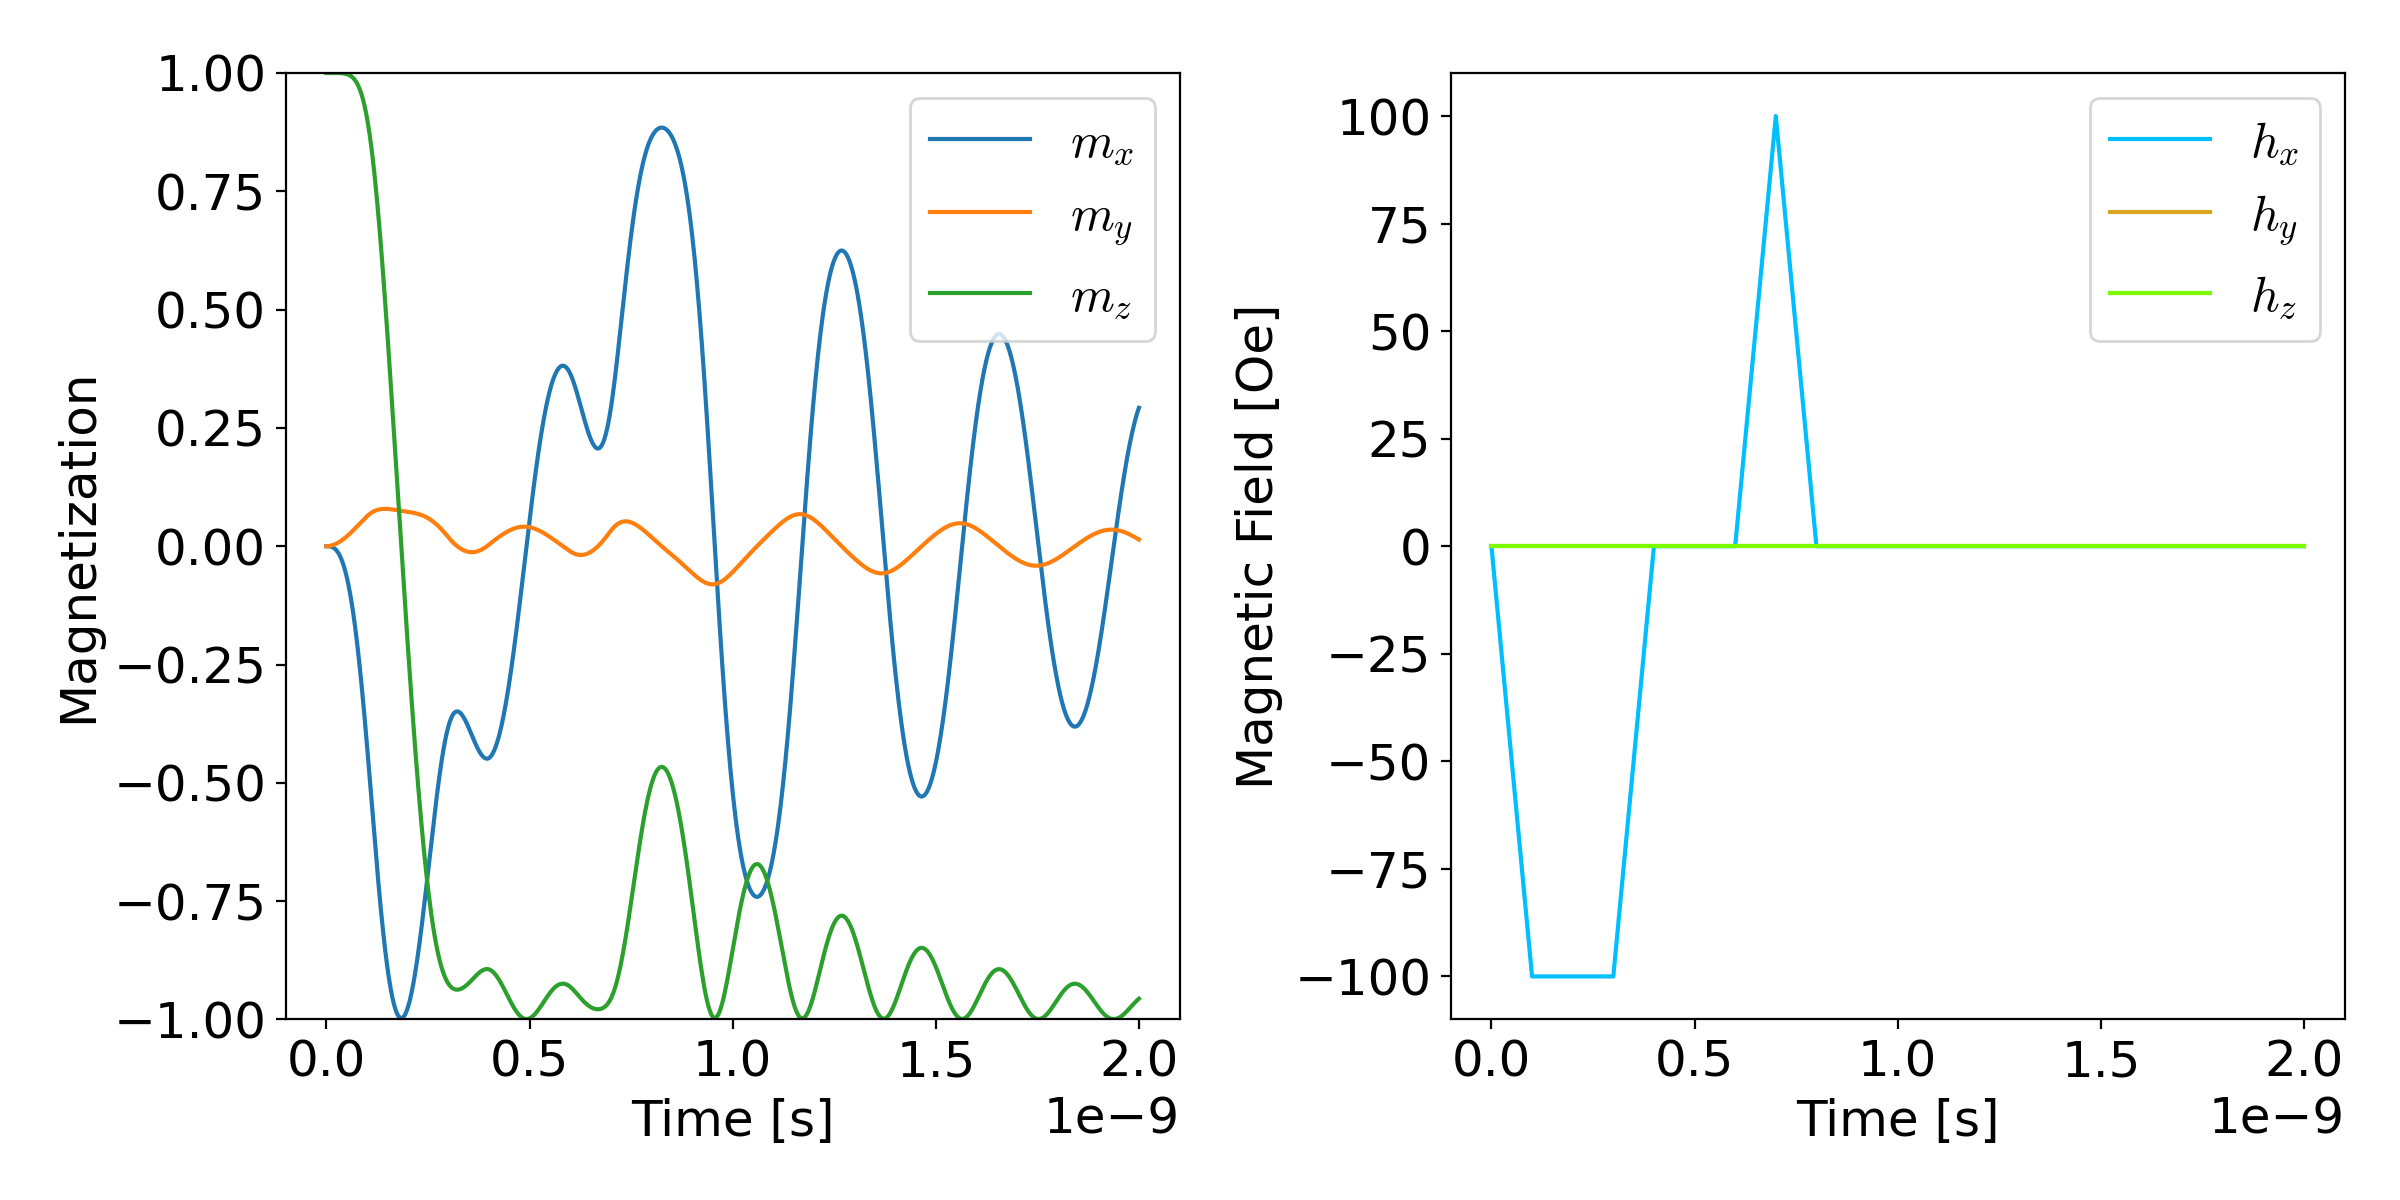 Magnetization
1.00
0.75
0.50
0.25
0.00
−0.25
−0.50
−0.75
−1.00
0.0 0.5 1.0 1.5 2.0
Time [s]
1e−9
m_x
m_y
m_z
Magnetic Field [Oe]
100
75
50
25
0
−25
−50
−75
−100
0.0 0.5 1.0 1.5 2.0
Time [s]
1e−9
h_x
h_y
h_z